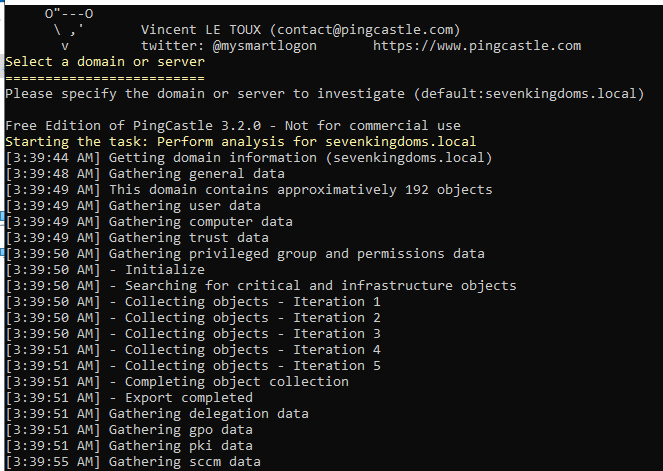 O"---O
\ ,'      Vincent LE TOUX (contact@pingcastle.com)
v         twitter: @mysmartlogon       https://www.pingcastle.com
Select a domain or server
=========================
Please specify the domain or server to investigate (default:sevenkingdoms.local)
Free Edition of PingCastle 3.2.0 - Not for commercial use
Starting the task: Perform analysis for sevenkingdoms.local
[3:39:44 AM] Getting domain information (sevenkingdoms.local)
[3:39:48 AM] Gathering general data
[3:39:49 AM] This domain contains approximatively 192 objects
[3:39:49 AM] Gathering user data
[3:39:49 AM] Gathering computer data
[3:39:49 AM] Gathering trust data
[3:39:50 AM] Gathering privileged group and permissions data
[3:39:50 AM] - Initialize
[3:39:50 AM] - Searching for critical and infrastructure objects
[3:39:50 AM] - Collecting objects - Iteration 1
[3:39:50 AM] - Collecting objects - Iteration 2
[3:39:50 AM] - Collecting objects - Iteration 3
[3:39:51 AM] - Collecting objects - Iteration 4
[3:39:51 AM] - Collecting objects - Iteration 5
[3:39:51 AM] - Completing object collection
[3:39:51 AM] - Export completed
[3:39:51 AM] Gathering delegation data
[3:39:51 AM] Gathering gpo data
[3:39:51 AM] Gathering pki data
[3:39:55 AM] Gathering sccm data